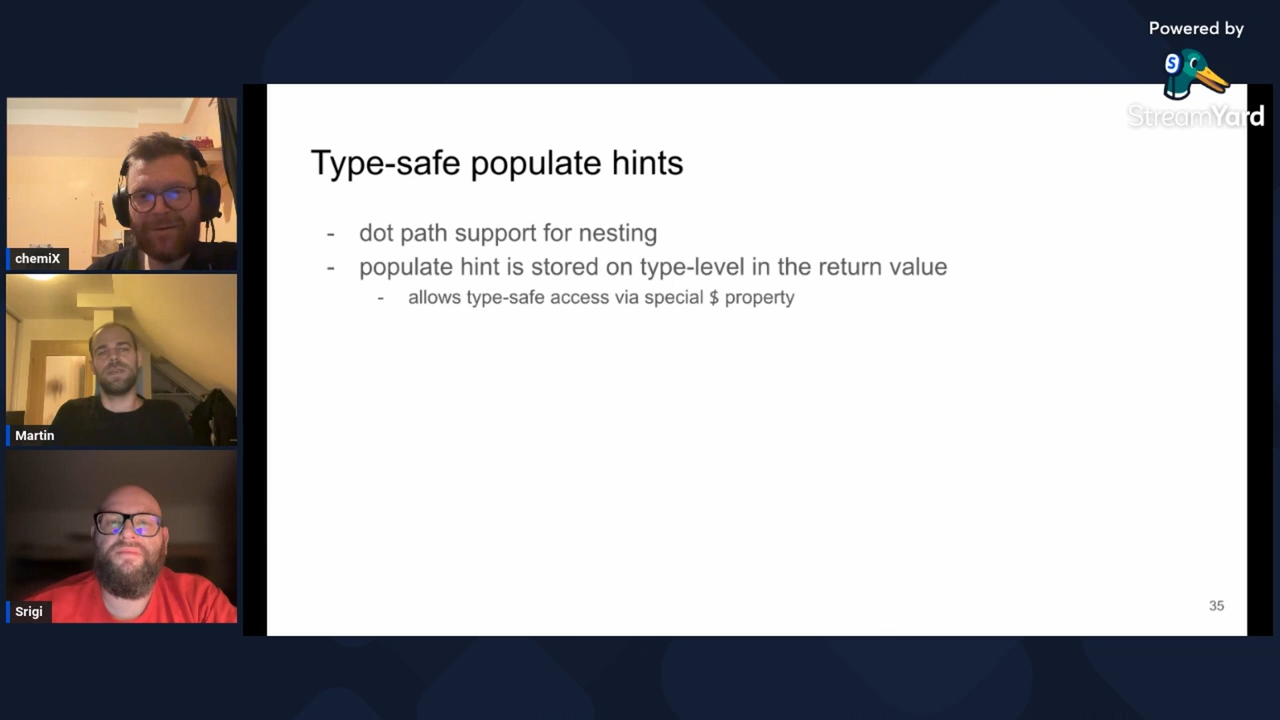 Powered by
S
StreamYard
chemiX
Martin
Srigi
Type-safe populate hints
- dot path support for nesting
- populate hint is stored on type-level in the return value
- allows type-safe access via special $ property
35